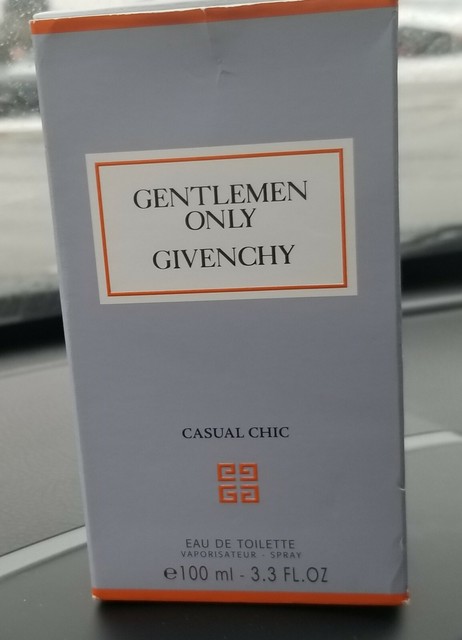 GENTLEMEN
ONLY
GIVENCHY
CASUAL CHIC
EAU DE TOILETTE
VAPORISATEUR - SPRAY
℮100 ml - 3.3 FL.OZ